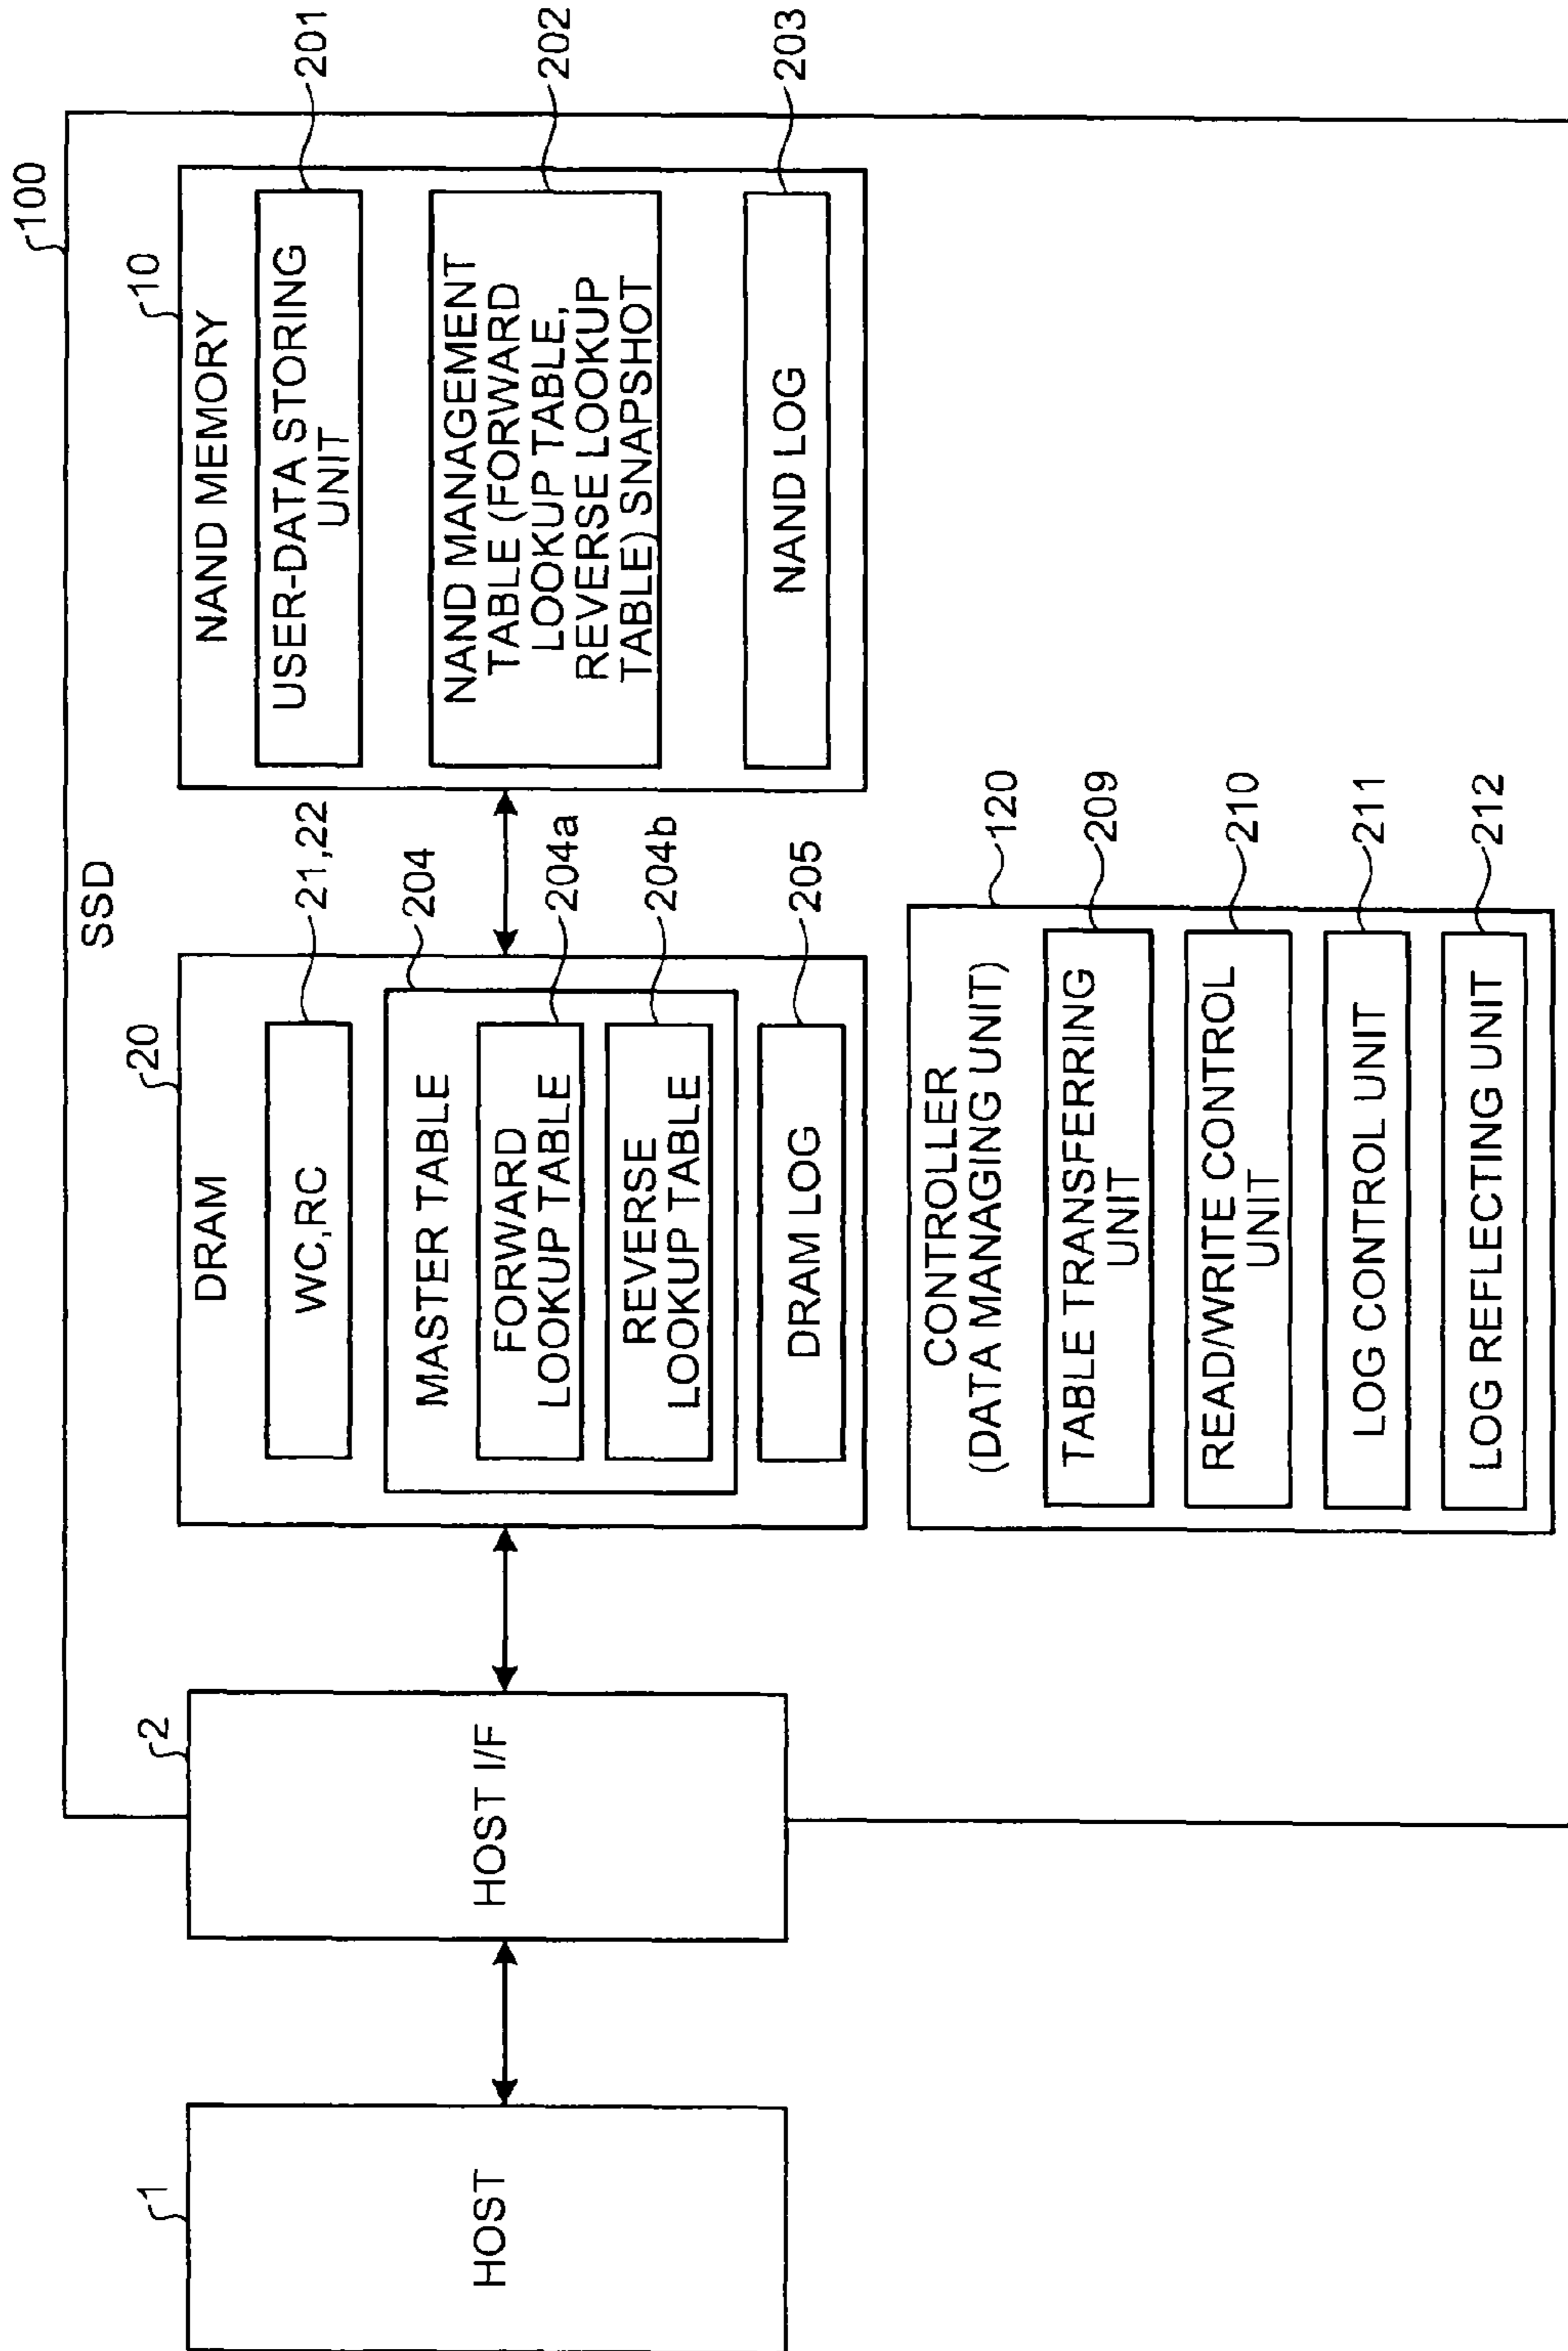 100
SSD
1
HOST
2
HOST I/F
20
DRAM
21,22
WC,RC
204
MASTER TABLE
204a
FORWARD
LOOKUP TABLE
204b
REVERSE
LOOKUP TABLE
205
DRAM LOG
10
NAND MEMORY
201
USER-DATA STORING
UNIT
202
NAND MANAGEMENT
TABLE (FORWARD
LOOKUP TABLE,
REVERSE LOOKUP
TABLE) SNAPSHOT
203
NAND LOG
120
CONTROLLER
(DATA MANAGING UNIT)
209
TABLE TRANSFERRING
UNIT
210
READ/WRITE CONTROL
UNIT
211
LOG CONTROL UNIT
212
LOG REFLECTING UNIT